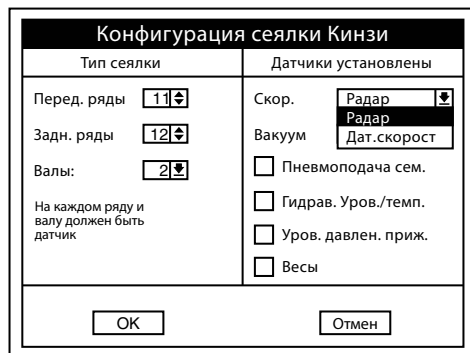 Конфигурация сеялки Кинзи
Тип сеялки
Перед. ряды 11
Задн. ряды 12
Валы: 2
На каждом ряду и
валу должен быть
датчик
Датчики установлены
Скор. Радар
Радар
Дат.скорост
Вакуум
Пневмоподача сем.
Гидрав. Уров./темп.
Уров. давлен. приж.
Весы
OK
Отмен